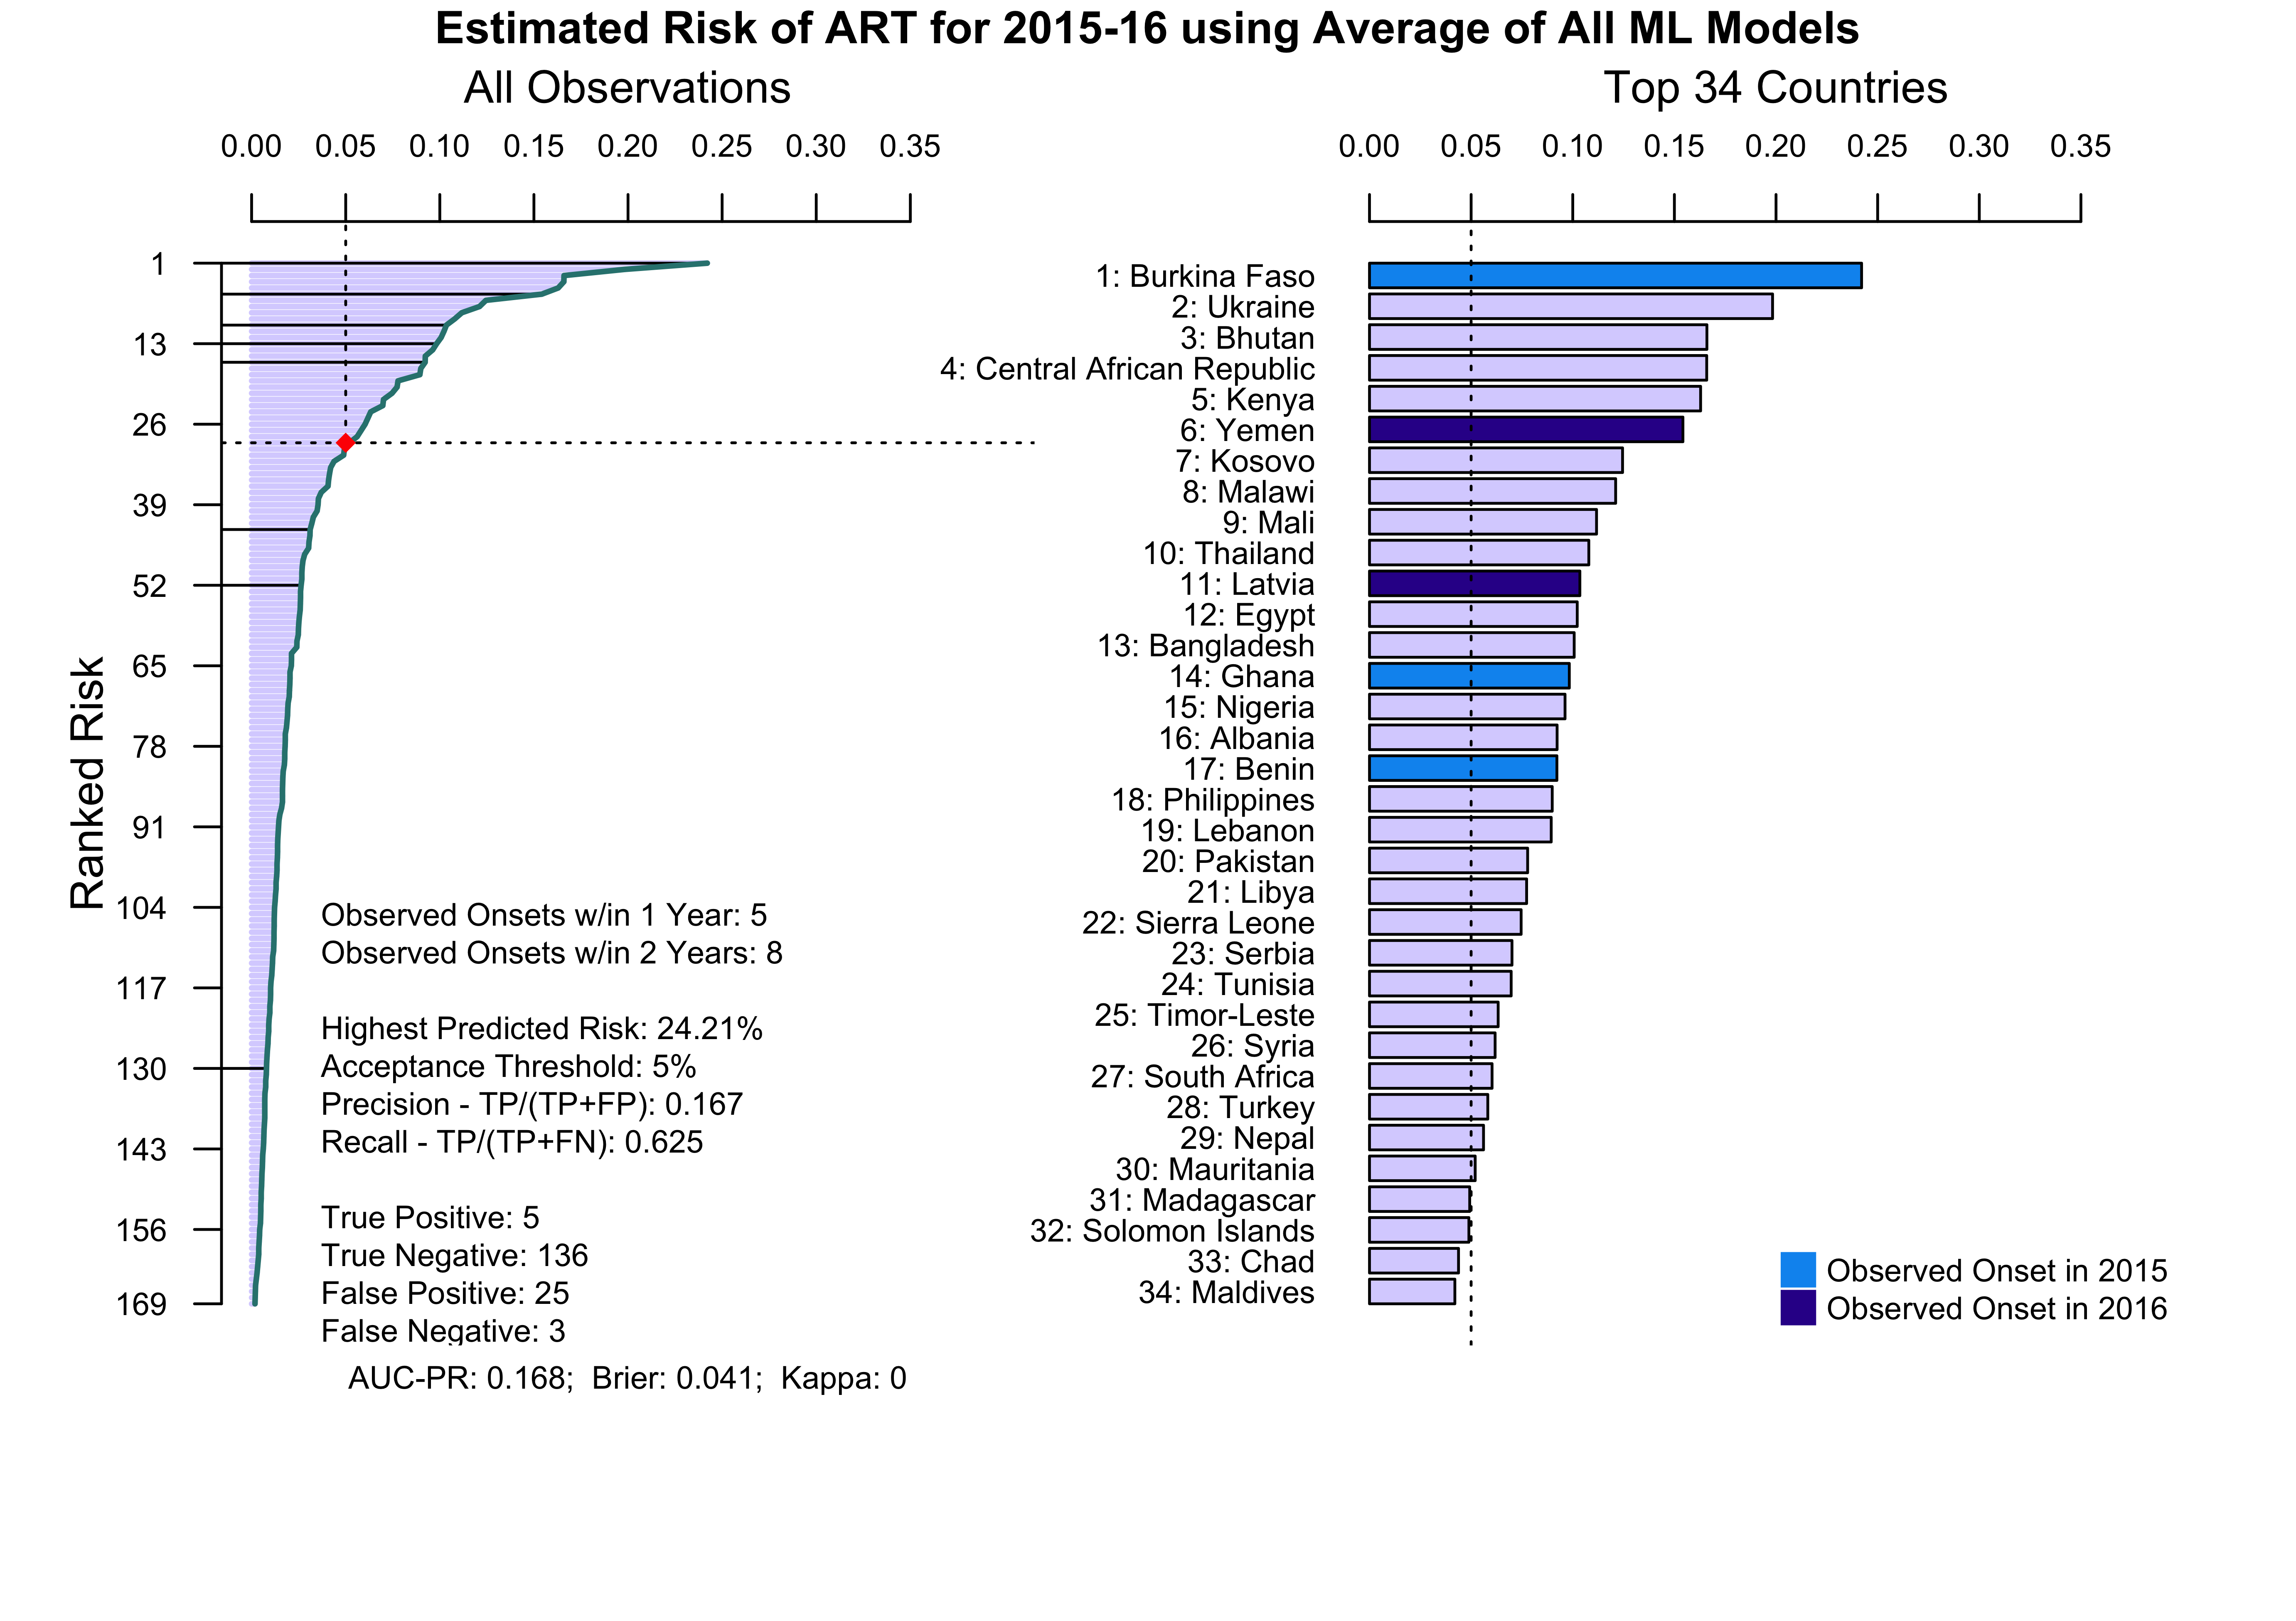 Estimated Risk of ART for 2015-16 using Average of All ML Models
All Observations
0.00 0.05 0.10 0.15 0.20 0.25 0.30 0.35
Ranked Risk
1
13
26
39
52
65
78
91
104
117
130
143
156
169
Observed Onsets w/in 1 Year: 5
Observed Onsets w/in 2 Years: 8
Highest Predicted Risk: 24.21%
Acceptance Threshold: 5%
Precision - TP/(TP+FP): 0.167
Recall - TP/(TP+FN): 0.625
True Positive: 5
True Negative: 136
False Positive: 25
False Negative: 3
AUC-PR: 0.168; Brier: 0.041; Kappa: 0
Top 34 Countries
0.00 0.05 0.10 0.15 0.20 0.25 0.30 0.35
1: Burkina Faso
2: Ukraine
3: Bhutan
4: Central African Republic
5: Kenya
6: Yemen
7: Kosovo
8: Malawi
9: Mali
10: Thailand
11: Latvia
12: Egypt
13: Bangladesh
14: Ghana
15: Nigeria
16: Albania
17: Benin
18: Philippines
19: Lebanon
20: Pakistan
21: Libya
22: Sierra Leone
23: Serbia
24: Tunisia
25: Timor-Leste
26: Syria
27: South Africa
28: Turkey
29: Nepal
30: Mauritania
31: Madagascar
32: Solomon Islands
33: Chad
34: Maldives
Observed Onset in 2015
Observed Onset in 2016